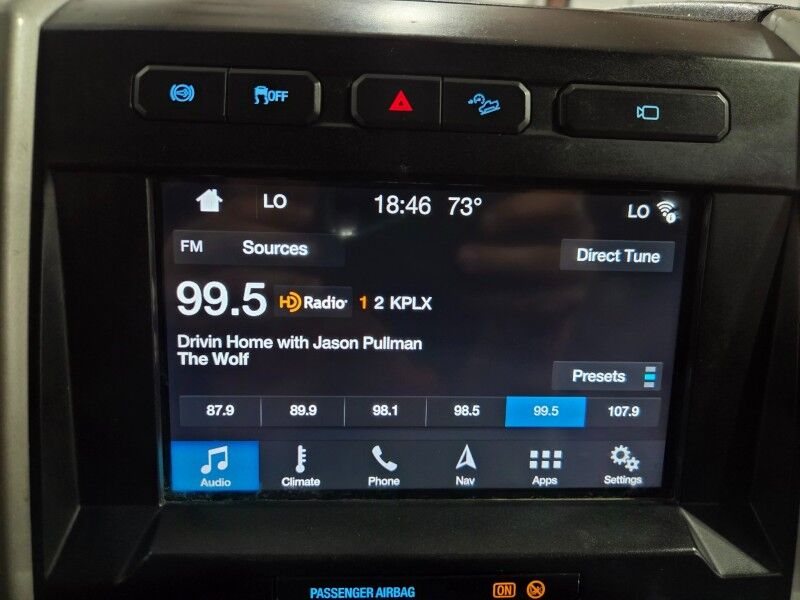 OFF
LO 18:46 73° LO
FM Sources Direct Tune
99.5 HD Radio 1 2 KPLX
Drivin Home with Jason Pullman
The Wolf
Presets
87.9 89.9 98.1 98.5 99.5 107.9
Audio Climate Phone Nav Apps Settings
PASSENGER AIRBAG ON